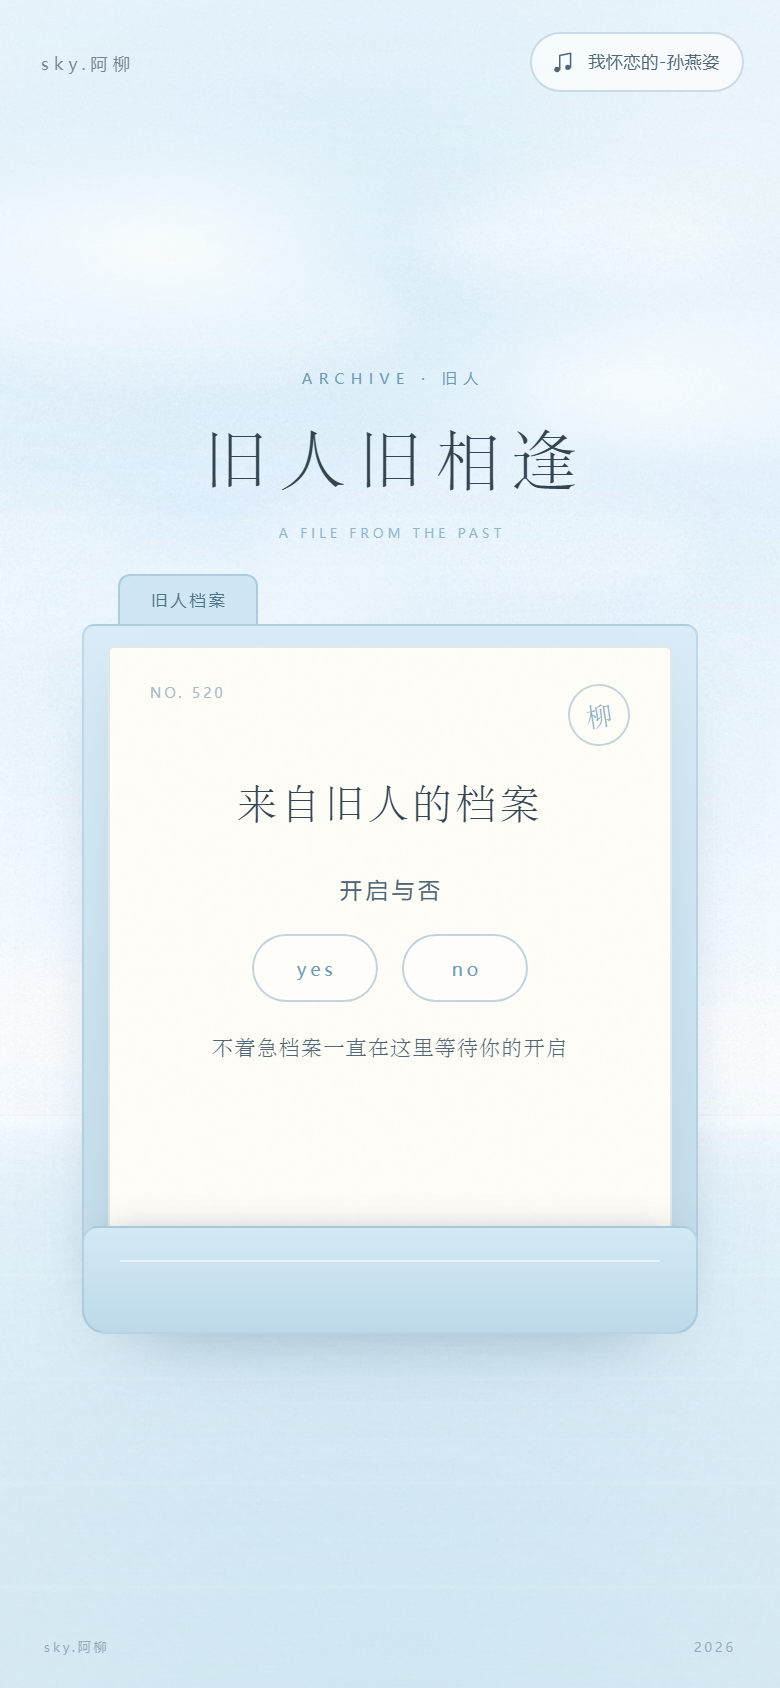 sky.阿柳
我怀恋的-孙燕姿
ARCHIVE · 旧人
旧人旧相逢
A FILE FROM THE PAST
旧人档案
NO. 520
柳
来自旧人的档案
开启与否
yes
no
不着急档案一直在这里等待你的开启
sky.阿柳
2026